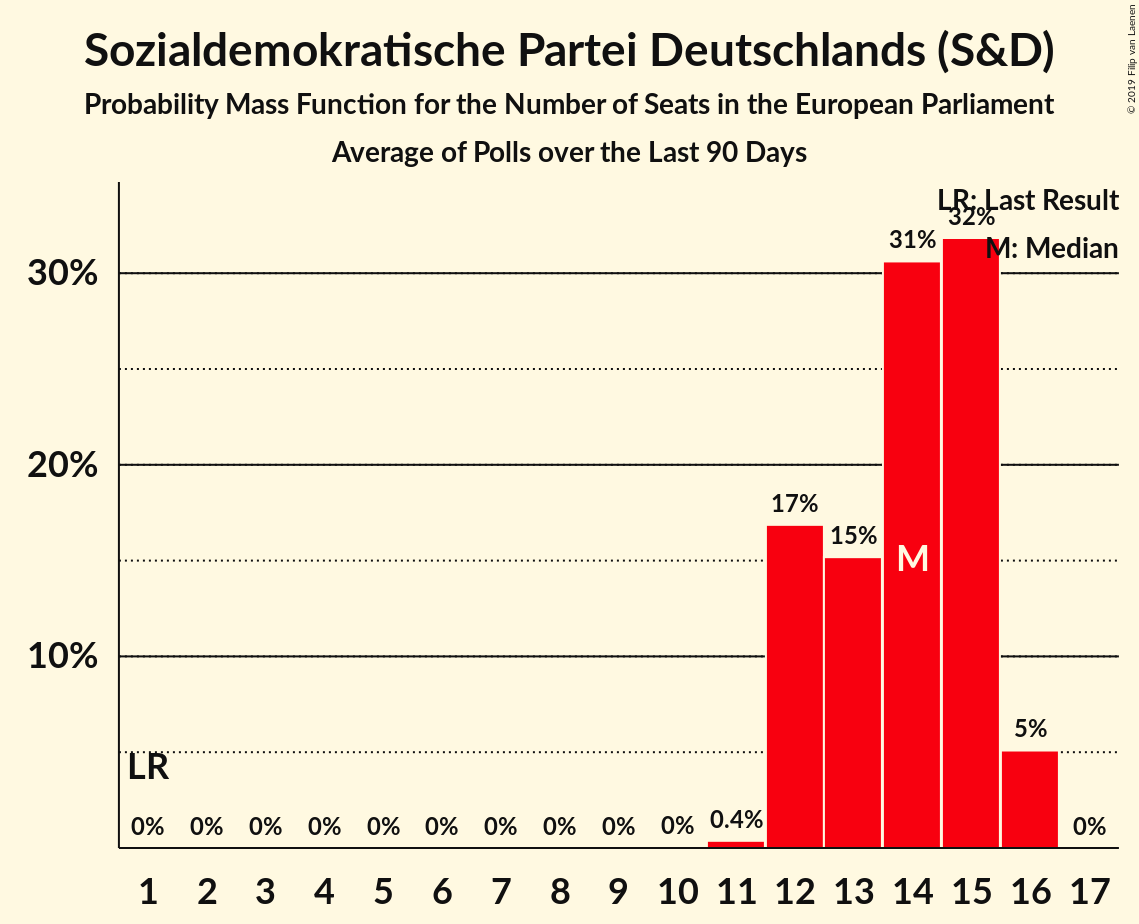 Sozialdemokratische Partei Deutschlands (S&D)
Probability Mass Function for the Number of Seats in the European Parliament
Average of Polls over the Last 90 Days
© 2019 Filip van Laenen
LR: Last Result
M: Median
30%
20%
10%
LR
0% 0% 0% 0% 0% 0% 0% 0% 0% 0% 0.4% 17% 15% 31% 32% 5% 0%
M
1 2 3 4 5 6 7 8 9 10 11 12 13 14 15 16 17